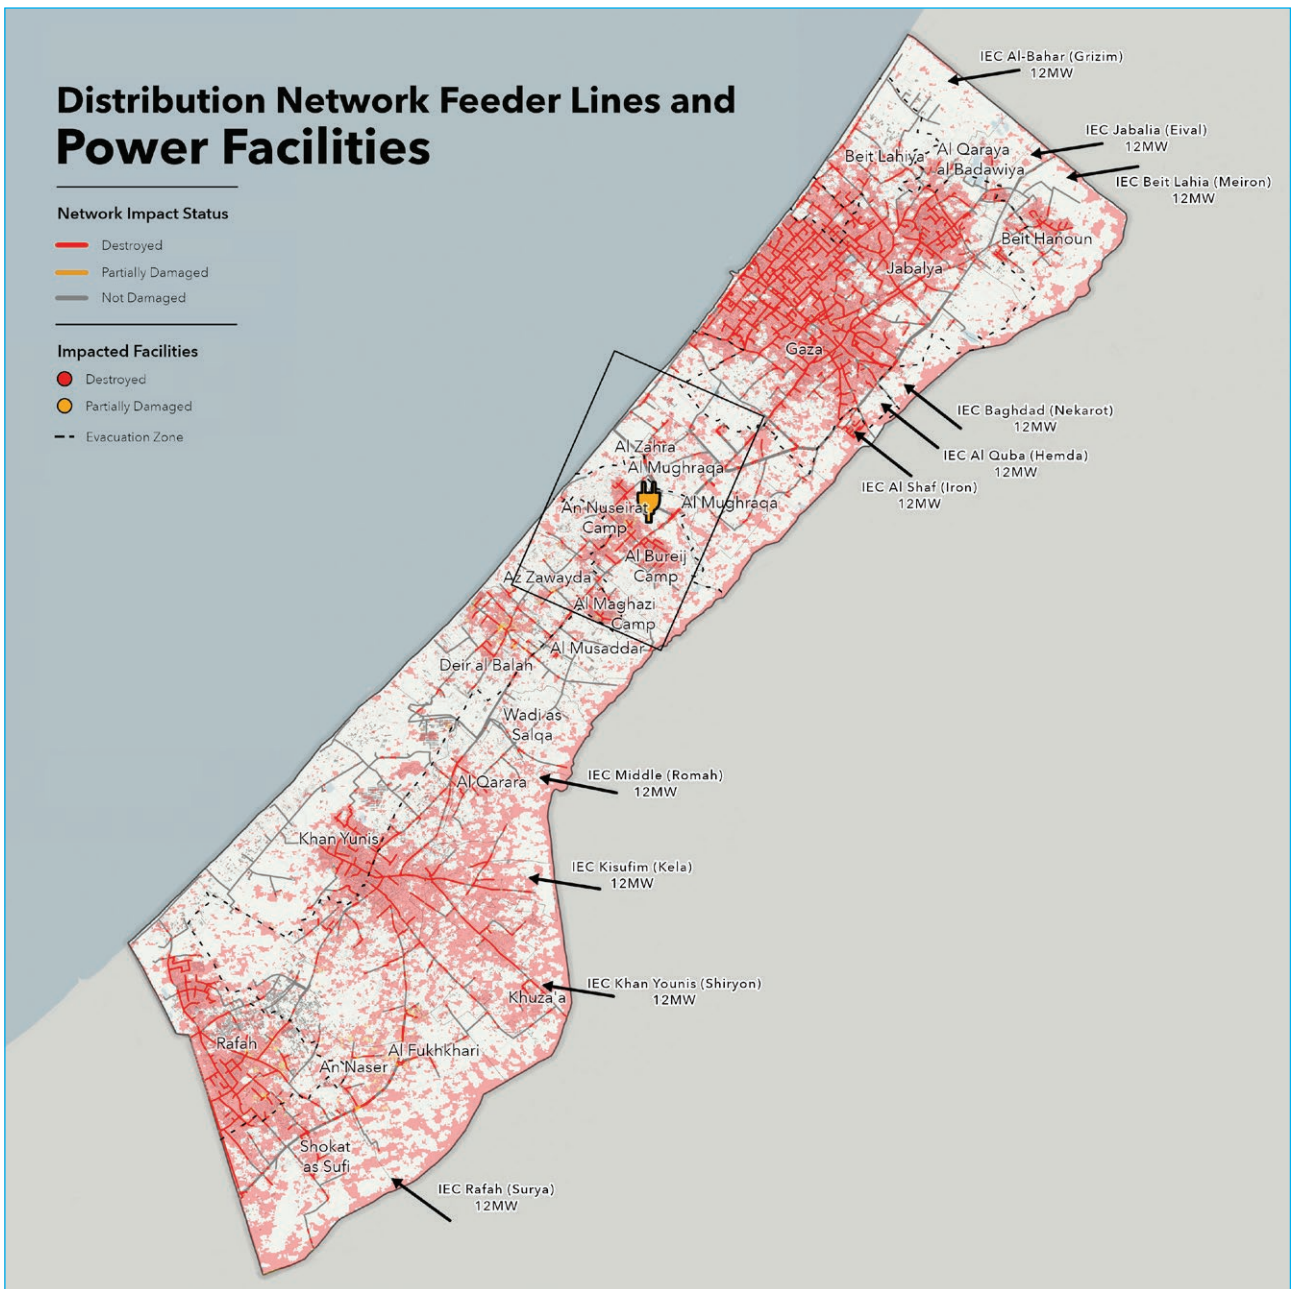 Distribution Network Feeder Lines and
Power Facilities
Network Impact Status
Destroyed
Partially Damaged
Not Damaged
Impacted Facilities
Destroyed
Partially Damaged
Evacuation Zone
IEC Al-Bahar (Grizim)
12MW
IEC Jabalia (Eival)
12MW
IEC Beit Lahia (Meiron)
12MW
Beit Lahiya
Al Qaraya
al Badawiya
Beit Hanoun
Jabalya
Gaza
IEC Baghdad (Nekarot)
12MW
IEC Al Quba (Hemda)
12MW
IEC Al Shaf (Iron)
12MW
Al Zahra
Al Mughraqa
Al Mughraqa
An Nuseirat
Camp
Al Bureij
Camp
Az Zawayda
Al Maghazi
Camp
Al Musaddar
Deir al Balah
Wadi as
Salqa
Al Qarara
IEC Middle (Romah)
12MW
Khan Yunis
IEC Kisufim (Kela)
12MW
IEC Khan Younis (Shiryon)
12MW
Khuza'a
Rafah
Al Fukhkhari
An Naser
Shokat
as Sufi
IEC Rafah (Surya)
12MW